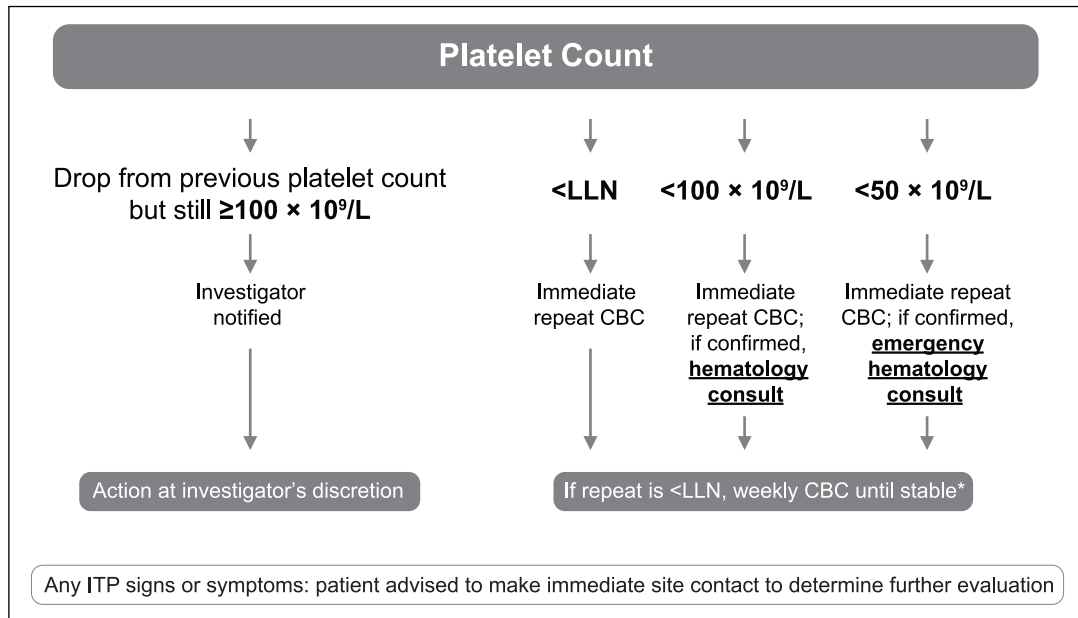 Platelet Count
Drop from previous platelet count
but still ≥100 × 10⁹/L
<LLN
<100 × 10⁹/L
<50 × 10⁹/L
Investigator
notified
Immediate
repeat CBC
Immediate
repeat CBC;
if confirmed,
hematology
consult
Immediate repeat
CBC; if confirmed,
emergency
hematology
consult
Action at investigator’s discretion
If repeat is <LLN, weekly CBC until stable*
Any ITP signs or symptoms: patient advised to make immediate site contact to determine further evaluation